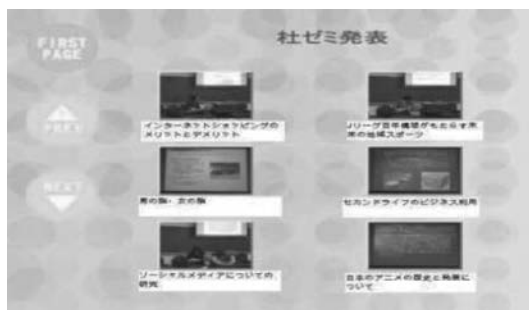 FIRST
PAGE
社ゼミ発表
インターネットショッピングの
メリットとデメリット
Jリーグ百年構想がもたらす未
来の地域スポーツ
PREV
男の脳・女の脳
セカンドライフのビジネス利用
NEXT
ソーシャルメディアについての
研究
日本のアニメの歴史と発展に
ついて